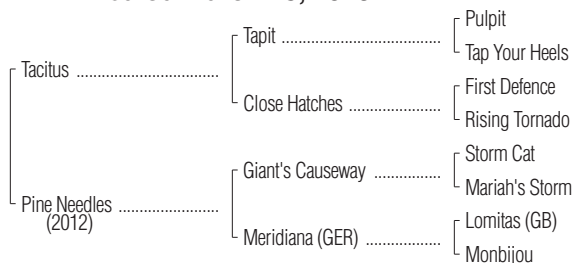 Pulpit
Tapit ........................................
Tap Your Heels
Tacitus ....................................
First Defence
Close Hatches .......................
Rising Tornado
Storm Cat
Giant's Causeway ..................
Mariah's Storm
Pine Needles .........................
(2012)
Lomitas (GB)
Meridiana (GER) ...................
Monbijou